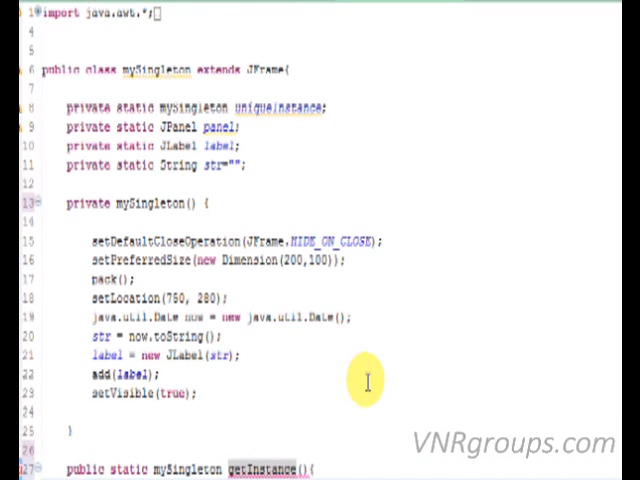 1 import java.awt.*;
4
5
6 public class mySingleton extends JFrame{
7
8 private static mySingleton uniqueInstance;
9 private static JPanel panel;
10 private static JLabel label;
11 private static String str="";
12
13 private mySingleton() {
14
15 setDefaultCloseOperation(JFrame.HIDE_ON_CLOSE);
16 setPreferredSize(new Dimension(200,100));
17 pack();
18 setLocation(750, 280);
19 java.util.Date now = new java.util.Date();
20 str = now.toString();
21 label = new JLabel(str);
22 add(label);
23 setVisible(true);
24
25 }
26
27 public static mySingleton getInstance(){
VNRgroups.com